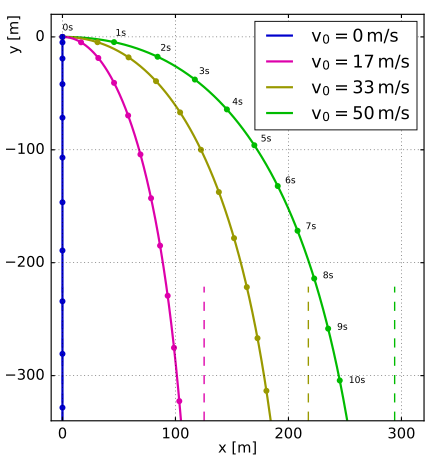 y [m]
0
−100
−200
−300
0s
1s
2s
3s
4s
5s
6s
7s
8s
9s
10s
v₀ = 0 m/s
v₀ = 17 m/s
v₀ = 33 m/s
v₀ = 50 m/s
0
100
200
300
x [m]